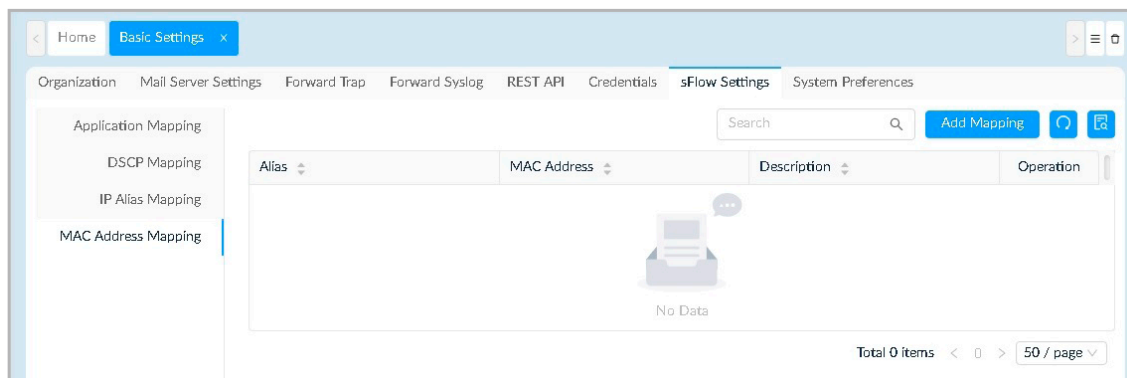 Home Basic Settings x
Organization Mail Server Settings Forward Trap Forward Syslog REST API Credentials sFlow Settings System Preferences
Application Mapping Search Add Mapping
DSCP Mapping Alias MAC Address Description Operation
IP Alias Mapping
MAC Address Mapping
No Data
Total 0 items < 0 > 50 / page